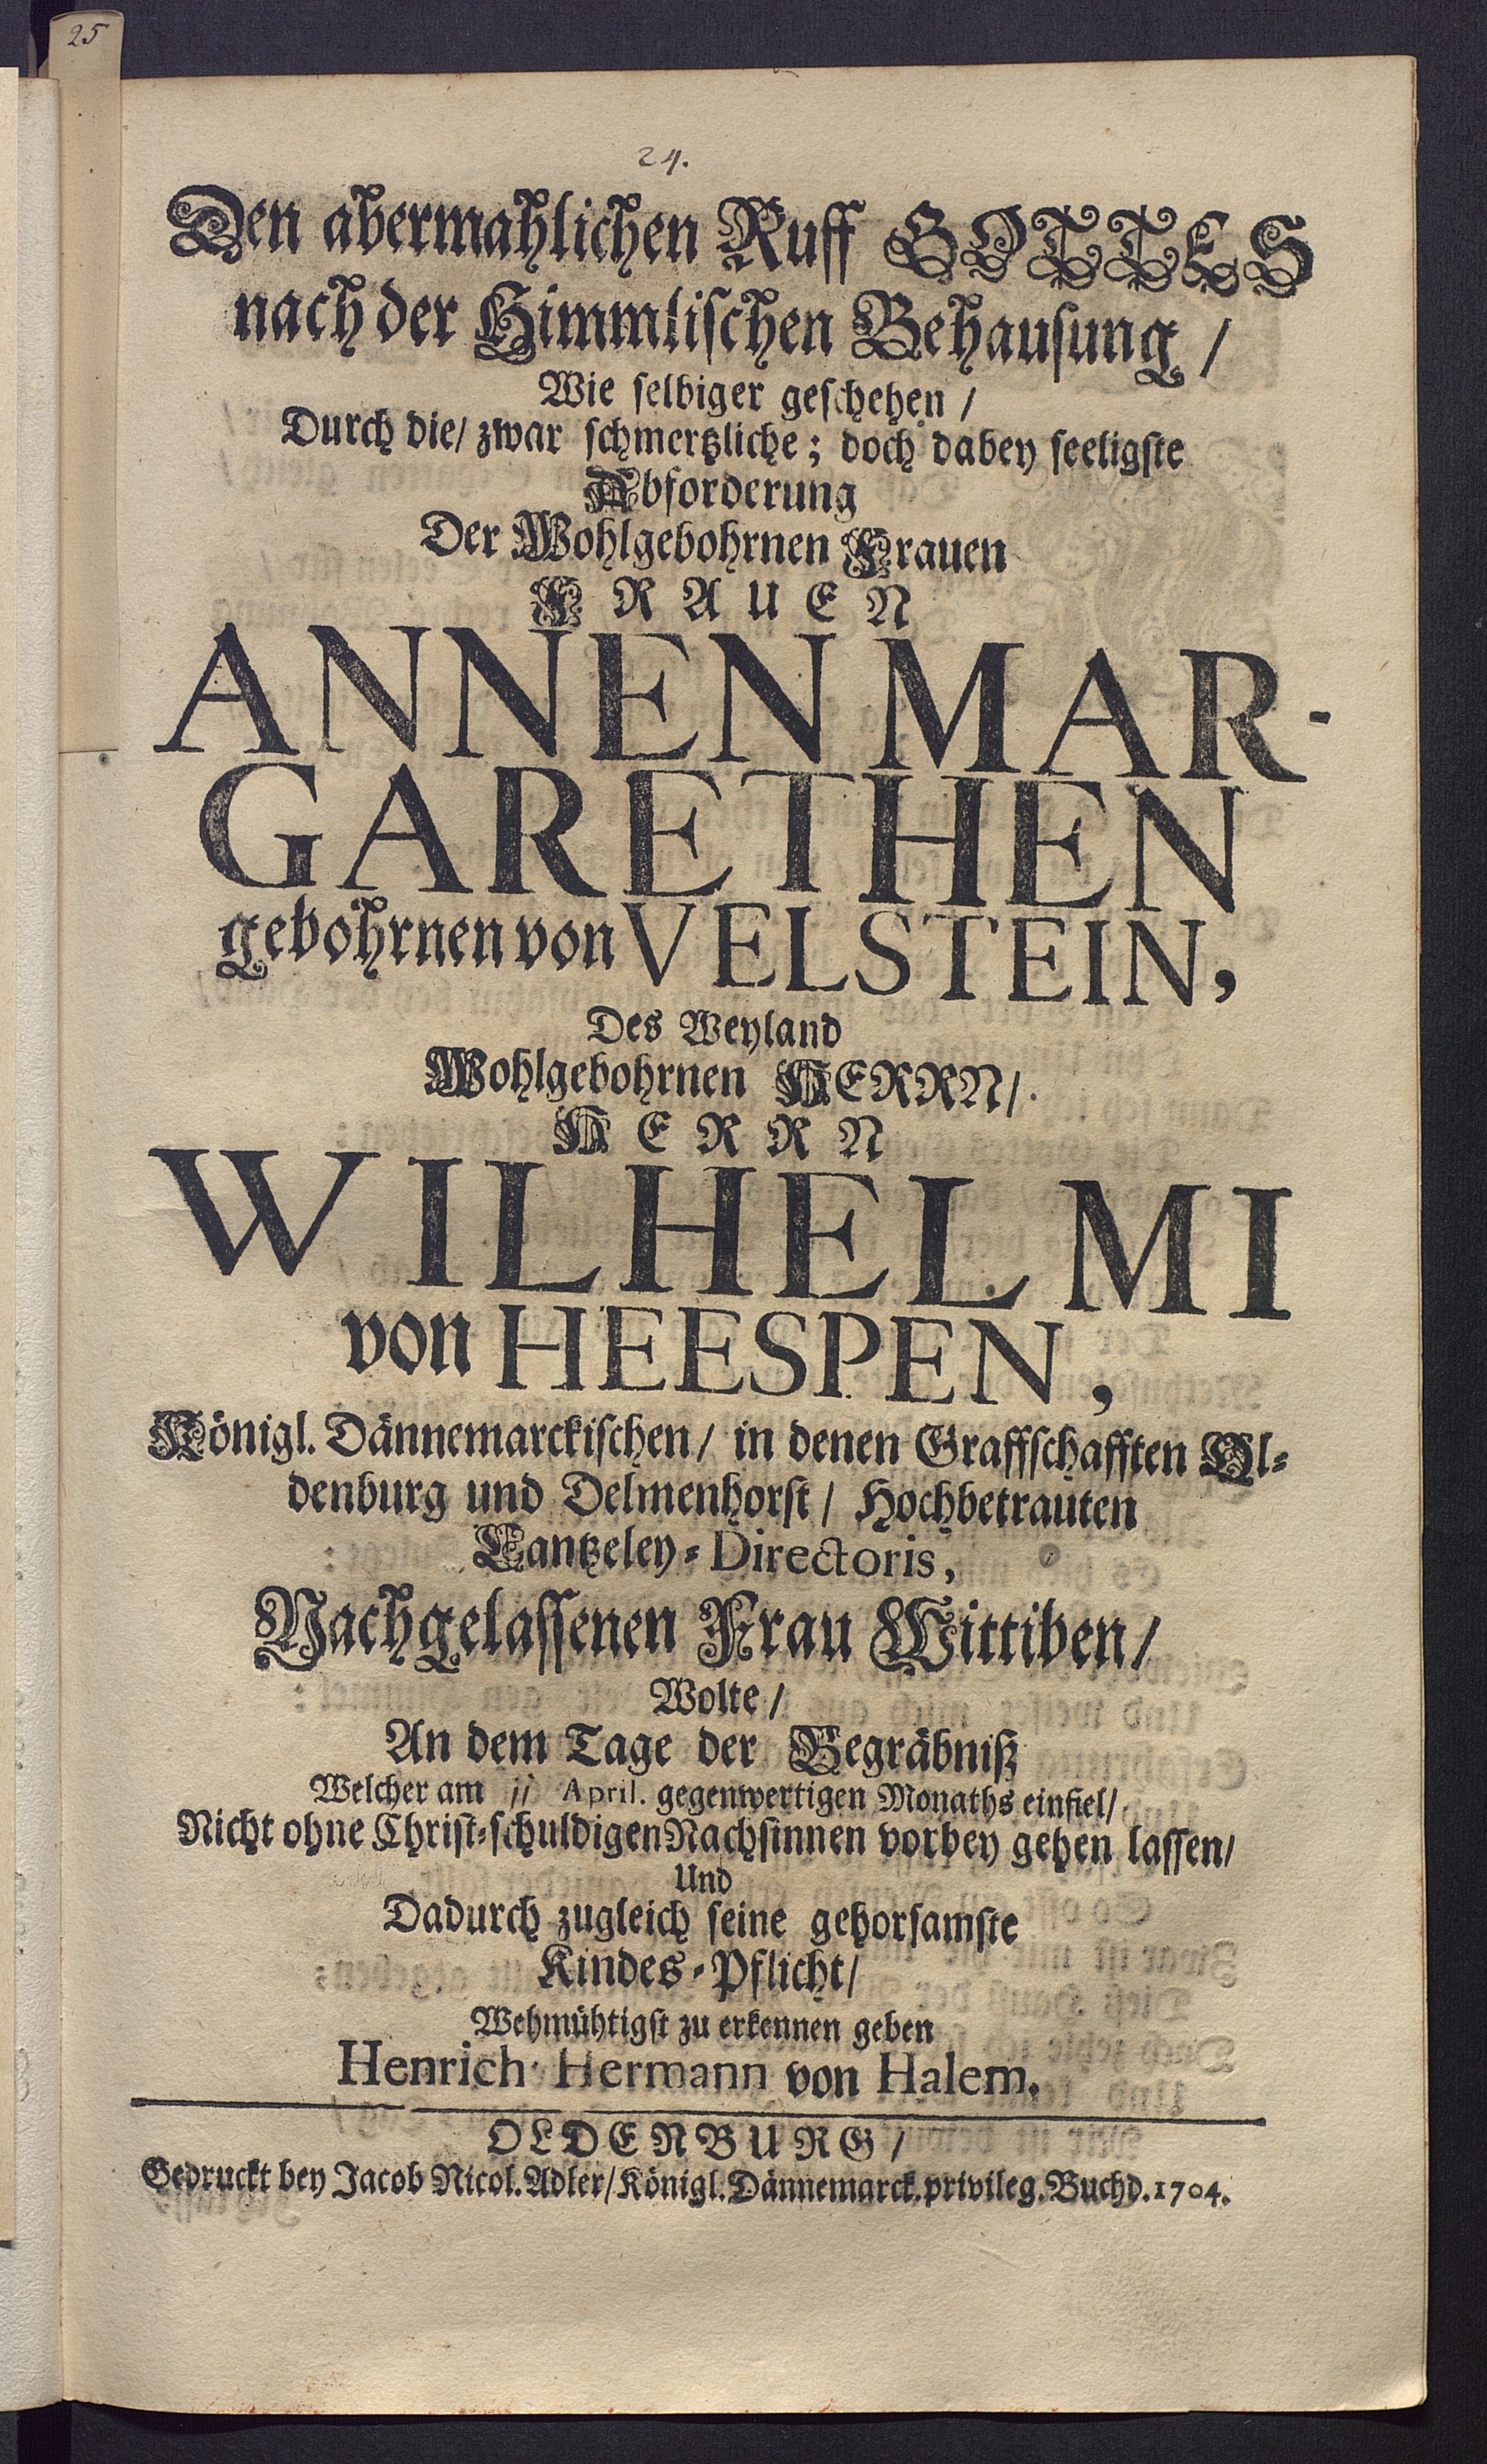 25
24.
Den abermahlichen Ruff GOTTES
nach der Himmlischen Behausung /
Wie selbiger geschehen /
Durch die / zwar schmertzliche ; doch dabey seeligste
Abforderung
Der Wohlgebohrnen Frauen
FRAUEN
ANNEN MAR-
GARETHEN
gebohrnen von VELSTEIN,
Des Weyland
Wohlgebohrnen HERRN /
HERRN
WILHELMI
von HEESPEN,
Königl. Dännemarckischen / in denen Graffschafften Ol-
denburg und Delmenhorst / Hochbetrauten
Cantzeley-Directoris,
Nachgelassenen Frau Wittiben /
Wolte /
An dem Tage der Begräbniß
Welcher am 11 April. gegenwertigen Monaths einfiel /
Nicht ohne Christ-schuldigen Nachsinnen vorbey gehen lassen /
Und
Dadurch zugleich seine gehorsamste
Kindes-Pflicht /
Wehmühtigst zu erkennen geben
Henrich Hermann von Halem.
OLDENBURG /
Gedruckt bey Jacob Nicol. Adler / Königl. Dännemarck. privileg. Buchd. 1704.